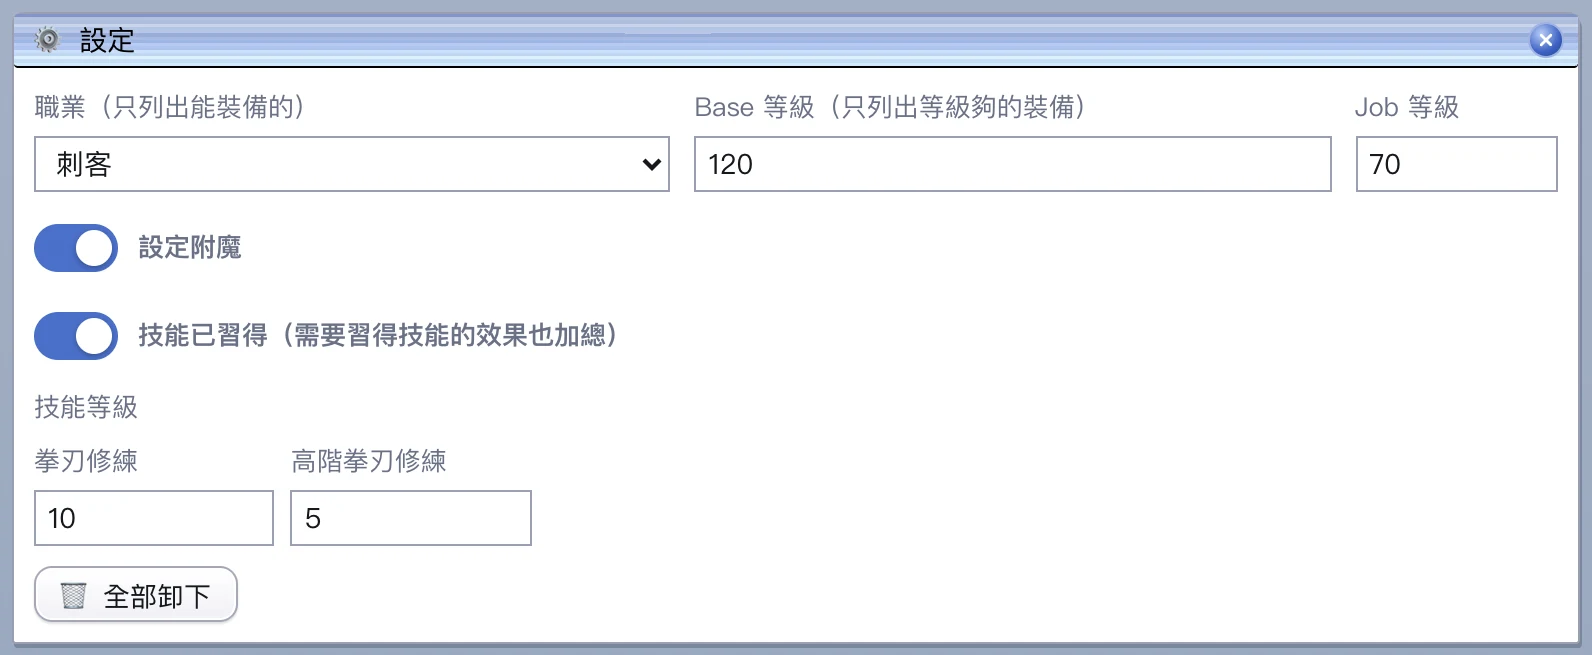 設定
職業（只列出能裝備的）
刺客
Base 等級（只列出等級夠的裝備）
120
Job 等級
70
設定附魔
技能已習得（需要習得技能的效果也加總）
技能等級
拳刃修練
10
高階拳刃修練
5
全部卸下